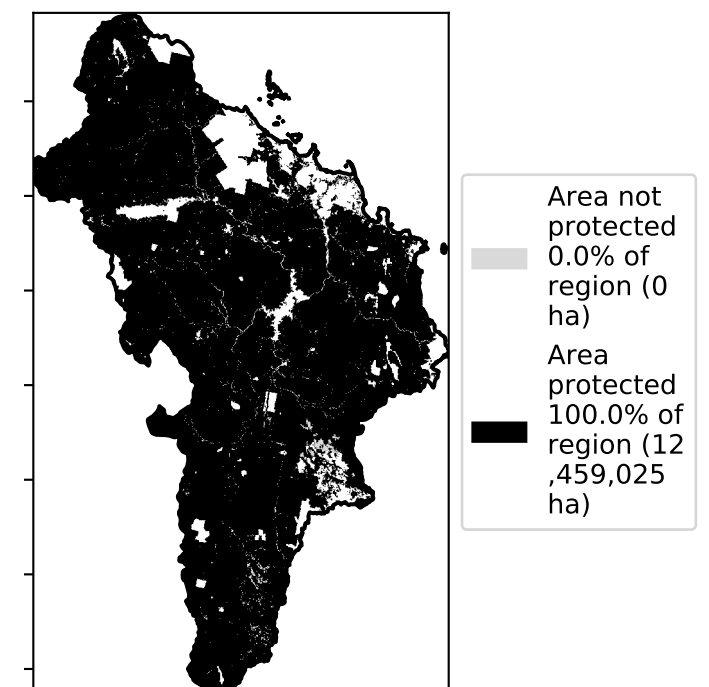 Area not
protected
0.0% of
region (0
ha)
Area
protected
100.0% of
region (12
,459,025
ha)